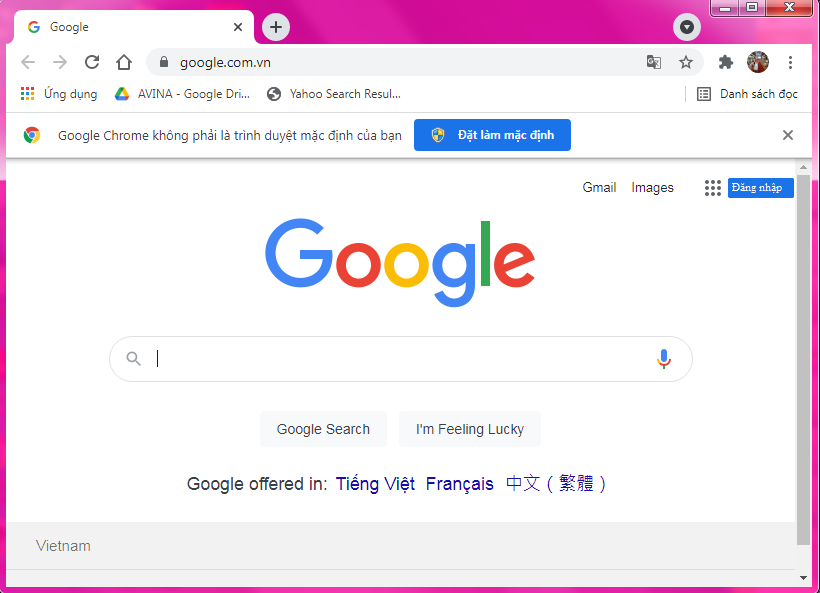 Google
google.com.vn
Ứng dụng AVINA - Google Dri... Yahoo Search Resul... Danh sách đọc
Google Chrome không phải là trình duyệt mặc định của bạn Đặt làm mặc định
Gmail Images Đăng nhập
Google
Google Search I'm Feeling Lucky
Google offered in: Tiếng Việt Français 中文（繁體）
Vietnam